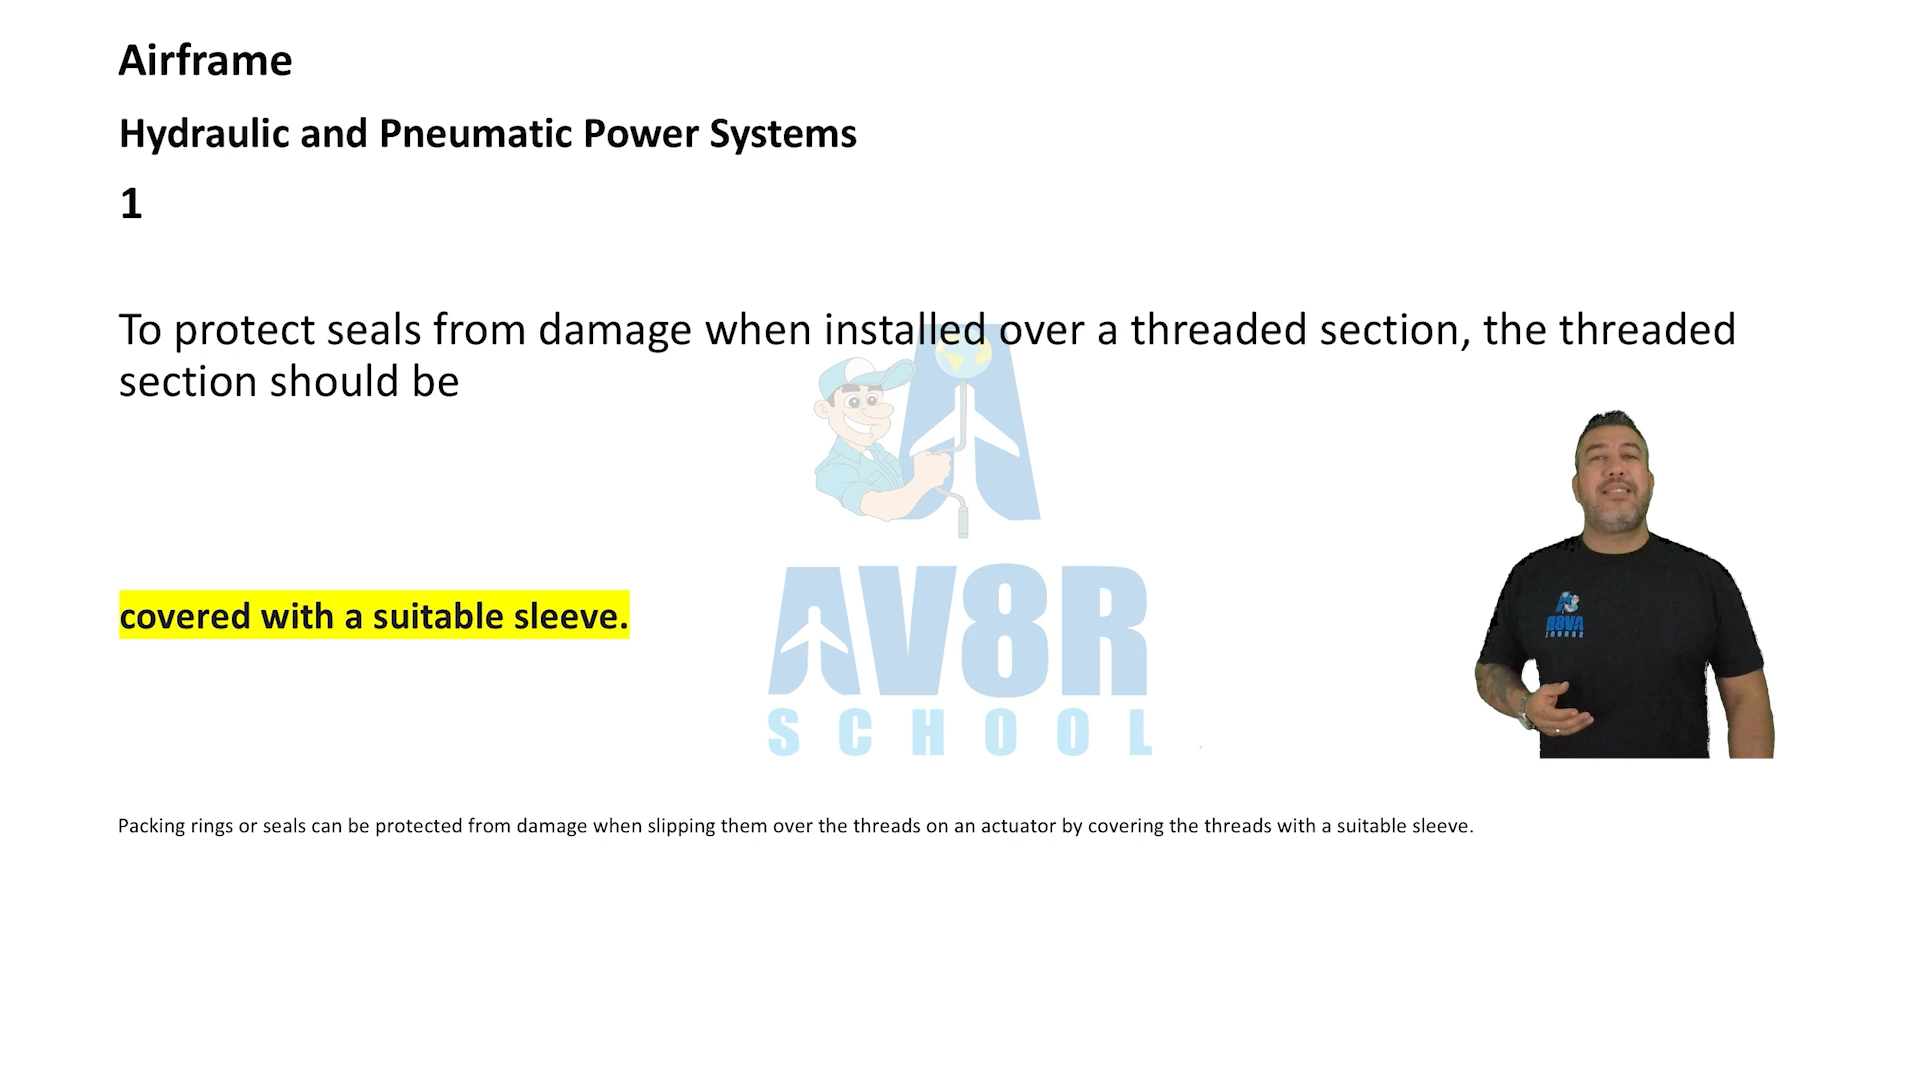 Airframe
Hydraulic and Pneumatic Power Systems
1
To protect seals from damage when installed over a threaded section, the threaded
section should be
covered with a suitable sleeve.
AV8R
SCHOOL
Packing rings or seals can be protected from damage when slipping them over the threads on an actuator by covering the threads with a suitable sleeve.